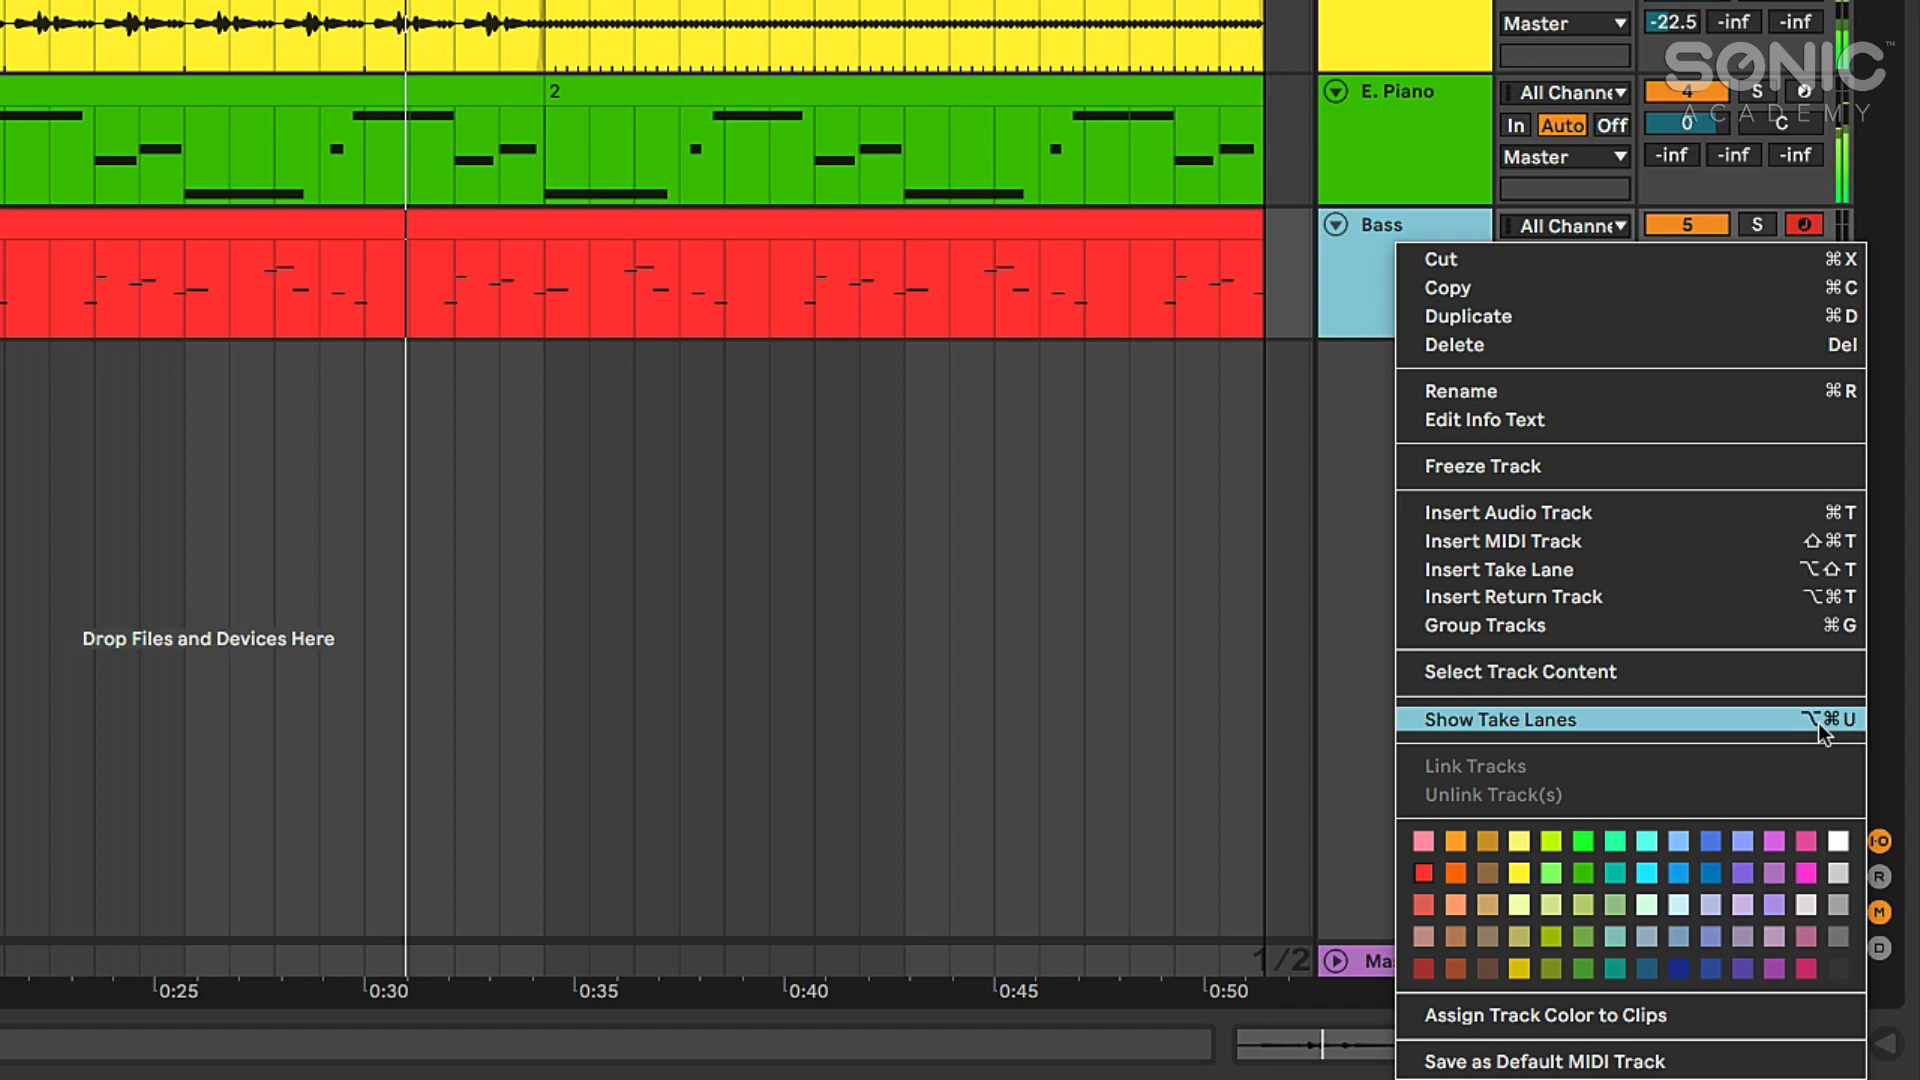 Master
-22.5 -inf -inf
SONIC™
ACADEMY
2
E. Piano
All Channe
4 S
In Auto Off
0 C
Master
-inf -inf -inf
Bass
All Channe
5 S
Cut ⌘X
Copy ⌘C
Duplicate ⌘D
Delete Del
Rename ⌘R
Edit Info Text
Freeze Track
Insert Audio Track ⌘T
Insert MIDI Track ⇧⌘T
Insert Take Lane ⌥⇧T
Insert Return Track ⌥⌘T
Group Tracks ⌘G
Drop Files and Devices Here
Select Track Content
Show Take Lanes ⌥⌘U
Link Tracks
Unlink Track(s)
I·O
R
M
D
1/2
Ma
0:25 0:30 0:35 0:40 0:45 0:50
Assign Track Color to Clips
Save as Default MIDI Track